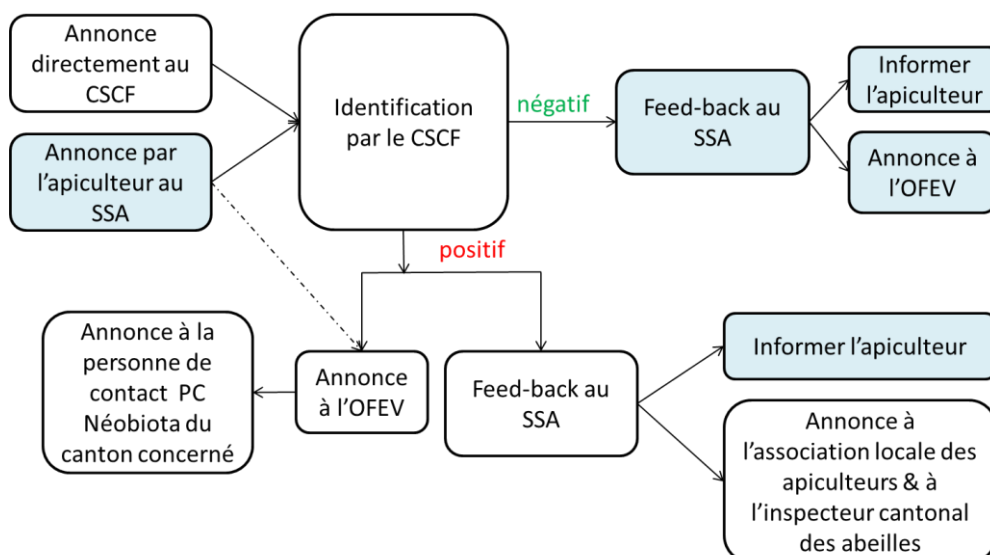 Annonce
directement au
CSCF
Annonce par
l'apiculteur au
SSA
Identification
par le CSCF
négatif
Feed-back au
SSA
Informer
l'apiculteur
Annonce à
l'OFEV
positif
Annonce à la
personne de
contact PC
Néobiota du
canton concerné
Annonce
à l'OFEV
Feed-back au
SSA
Informer l'apiculteur
Annonce à
l'association locale des
apiculteurs & à
l'inspecteur cantonal
des abeilles